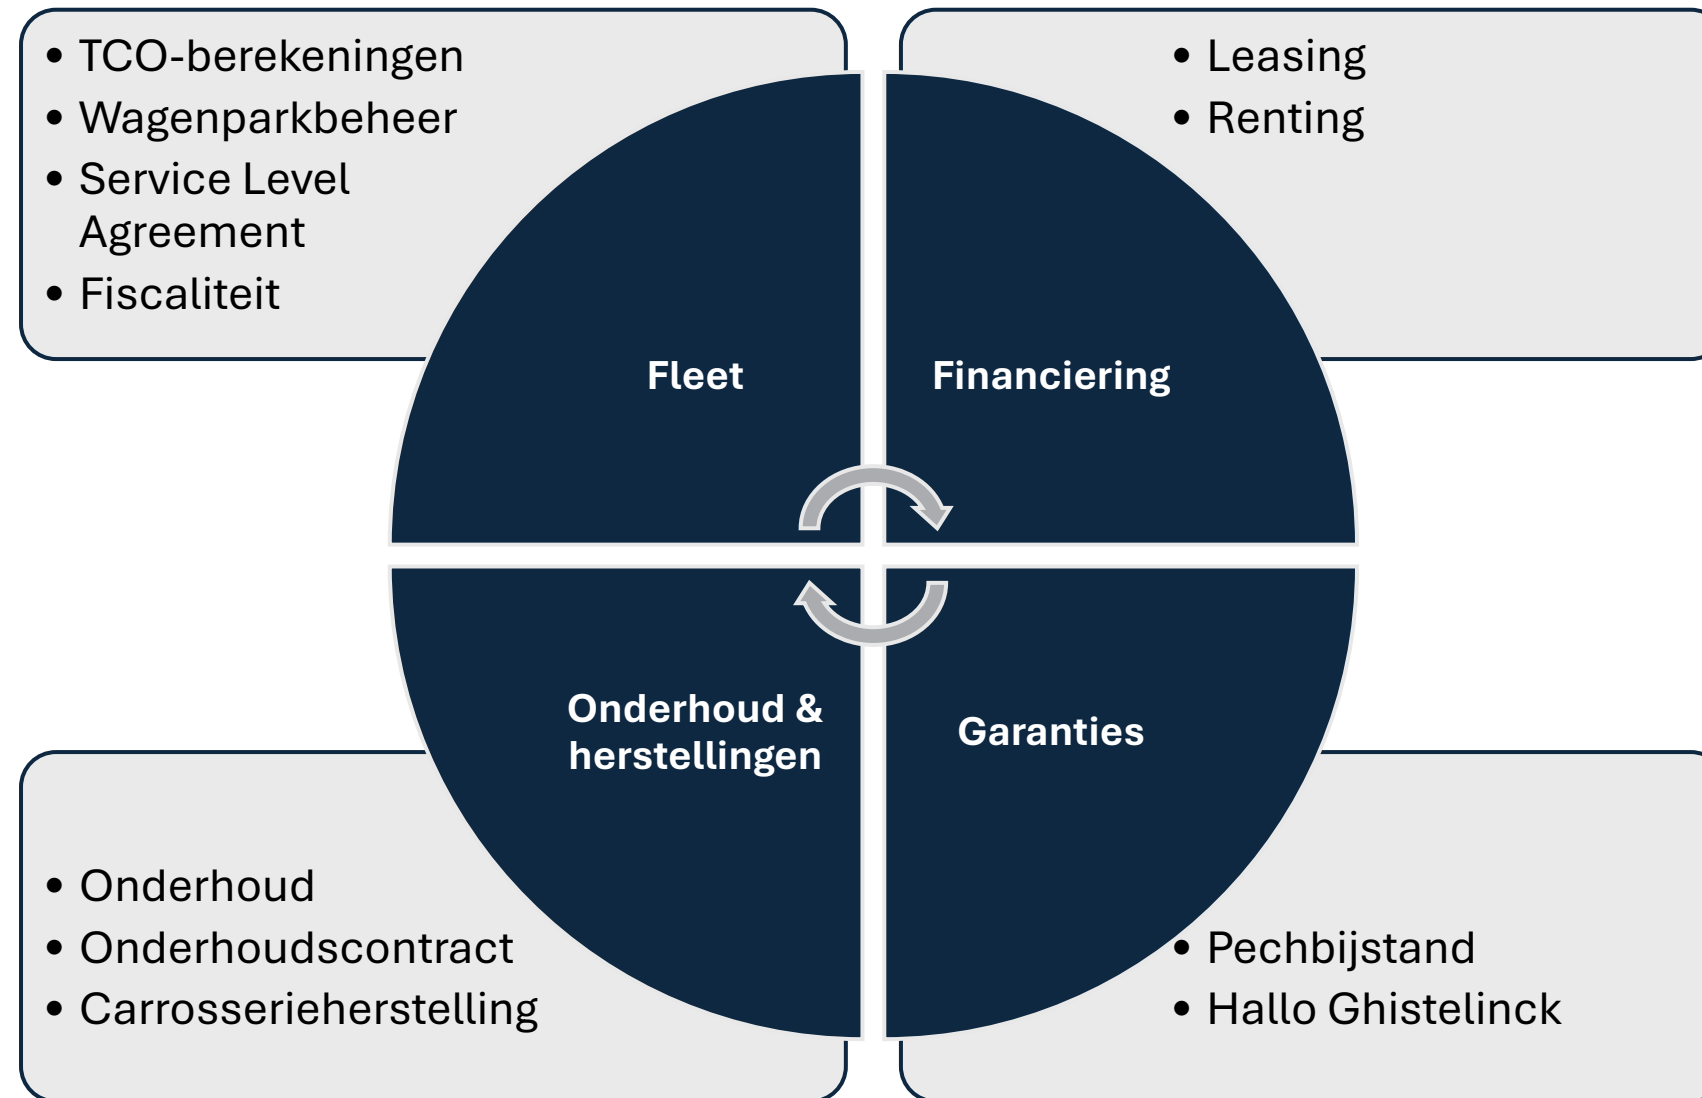 • TCO-berekeningen
• Wagenparkbeheer
• Service Level
Agreement
• Fiscaliteit
• Leasing
• Renting
Fleet
Financiering
Onderhoud &
herstellingen
Garanties
• Onderhoud
• Onderhoudscontract
• Carrosserieherstelling
• Pechbijstand
• Hallo Ghistelinck